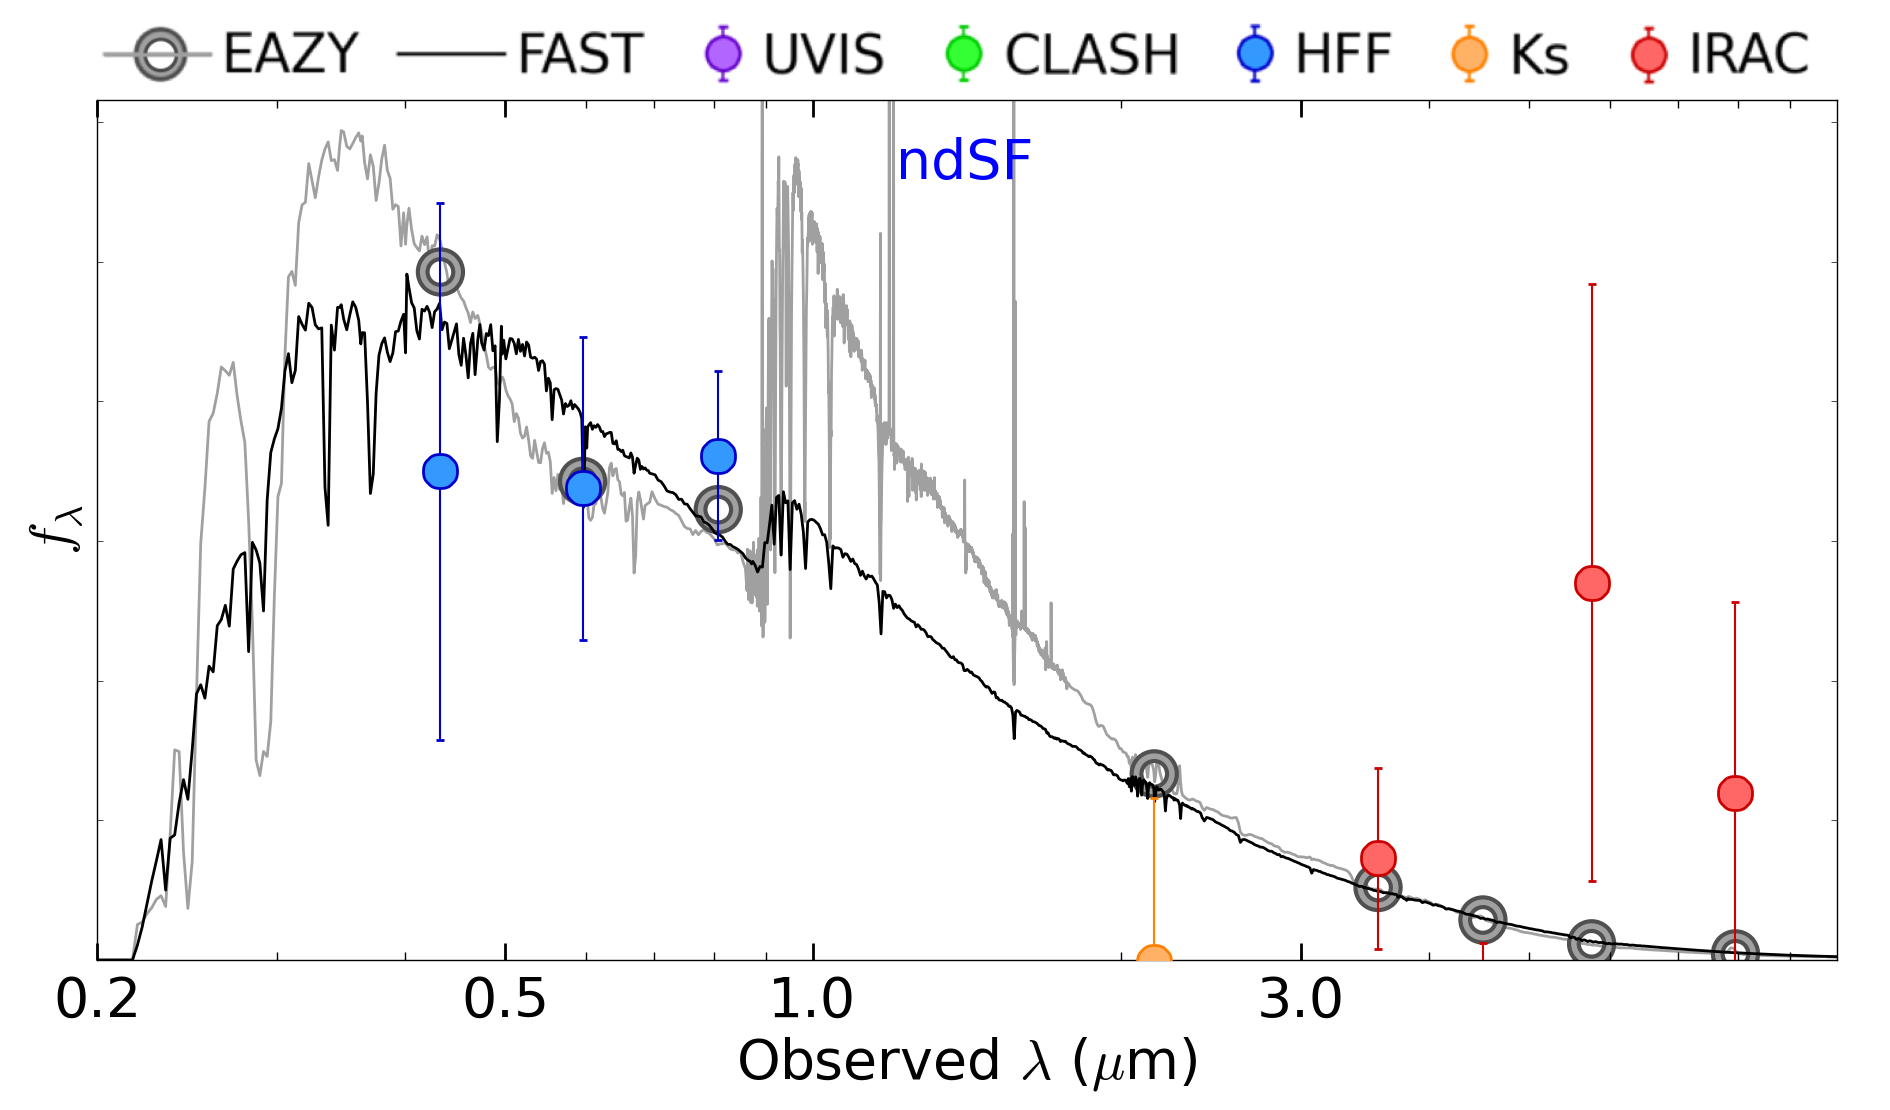 EAZY FAST UVIS CLASH HFF Ks IRAC
ndSF
f_λ
0.2 0.5 1.0 3.0
Observed λ (μm)